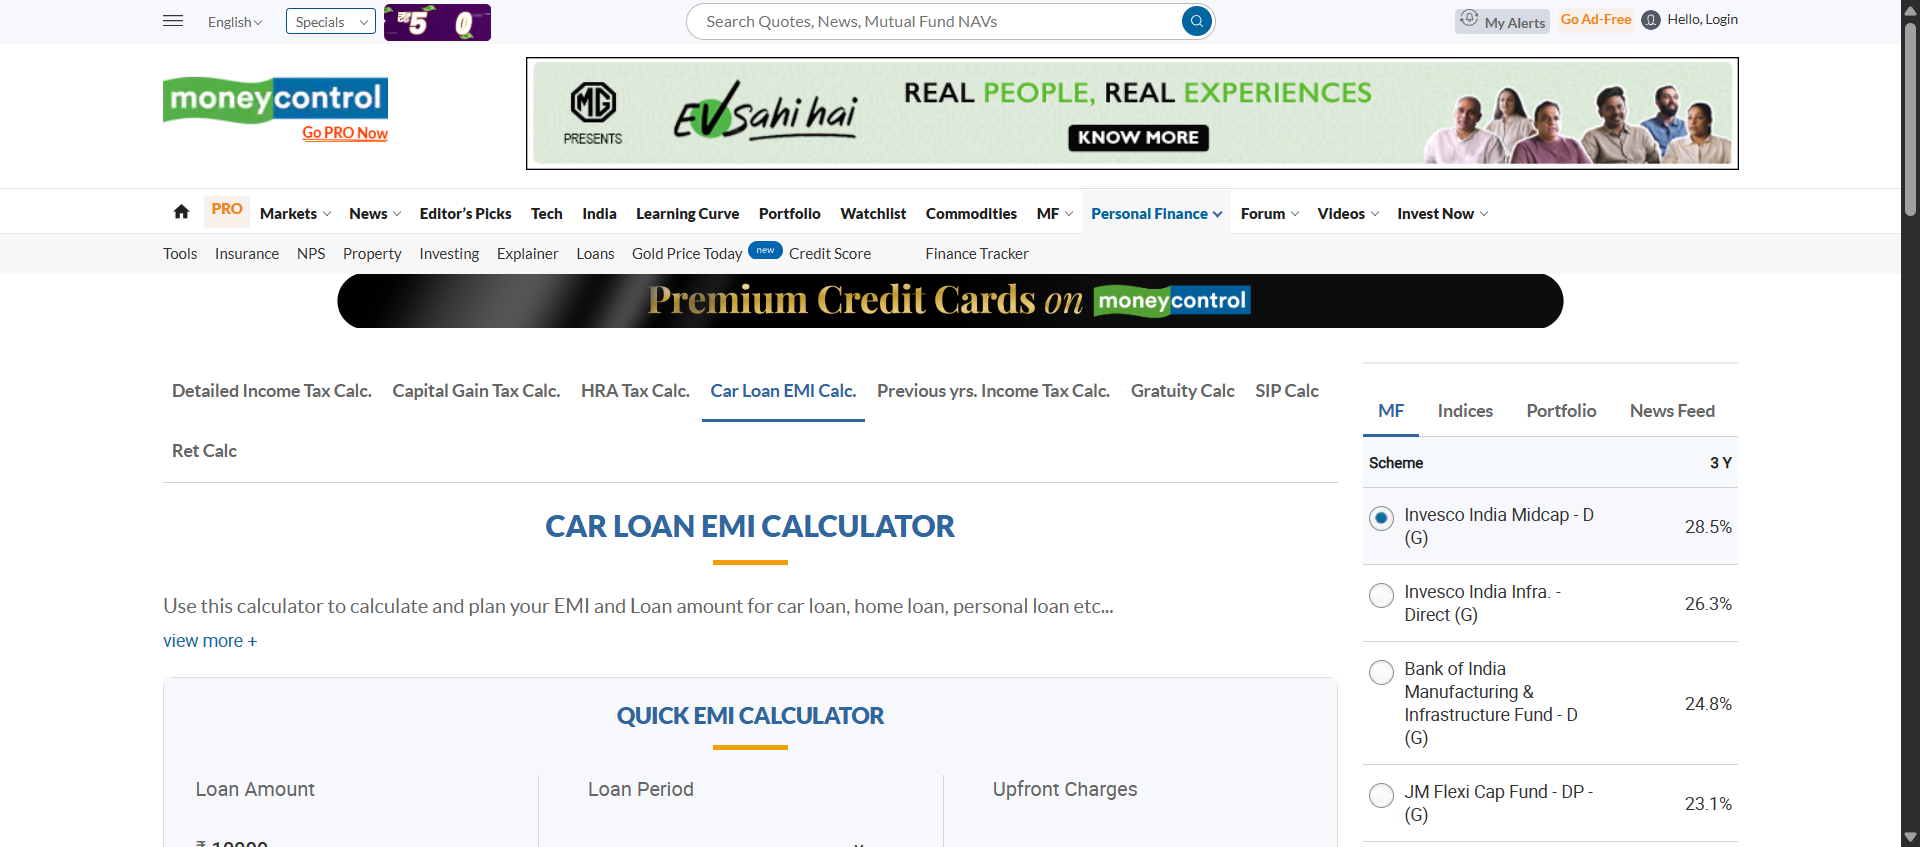 English
Specials
₹5 0
Search Quotes, News, Mutual Fund NAVs
My Alerts
Go Ad-Free
Hello, Login
moneycontrol
Go PRO Now
MG
PRESENTS
EV Sahi hai
REAL PEOPLE, REAL EXPERIENCES
KNOW MORE
PRO Markets News Editor's Picks Tech India Learning Curve Portfolio Watchlist Commodities MF Personal Finance Forum Videos Invest Now
Tools Insurance NPS Property Investing Explainer Loans Gold Price Today new Credit Score Finance Tracker
Premium Credit Cards on moneycontrol
Detailed Income Tax Calc. Capital Gain Tax Calc. HRA Tax Calc. Car Loan EMI Calc. Previous yrs. Income Tax Calc. Gratuity Calc SIP Calc
Ret Calc
CAR LOAN EMI CALCULATOR
Use this calculator to calculate and plan your EMI and Loan amount for car loan, home loan, personal loan etc...
view more +
QUICK EMI CALCULATOR
Loan Amount Loan Period Upfront Charges
MF Indices Portfolio News Feed
Scheme 3 Y
Invesco India Midcap - D
(G)
28.5%
Invesco India Infra. -
Direct (G)
26.3%
Bank of India
Manufacturing &
Infrastructure Fund - D
(G)
24.8%
JM Flexi Cap Fund - DP -
(G)
23.1%